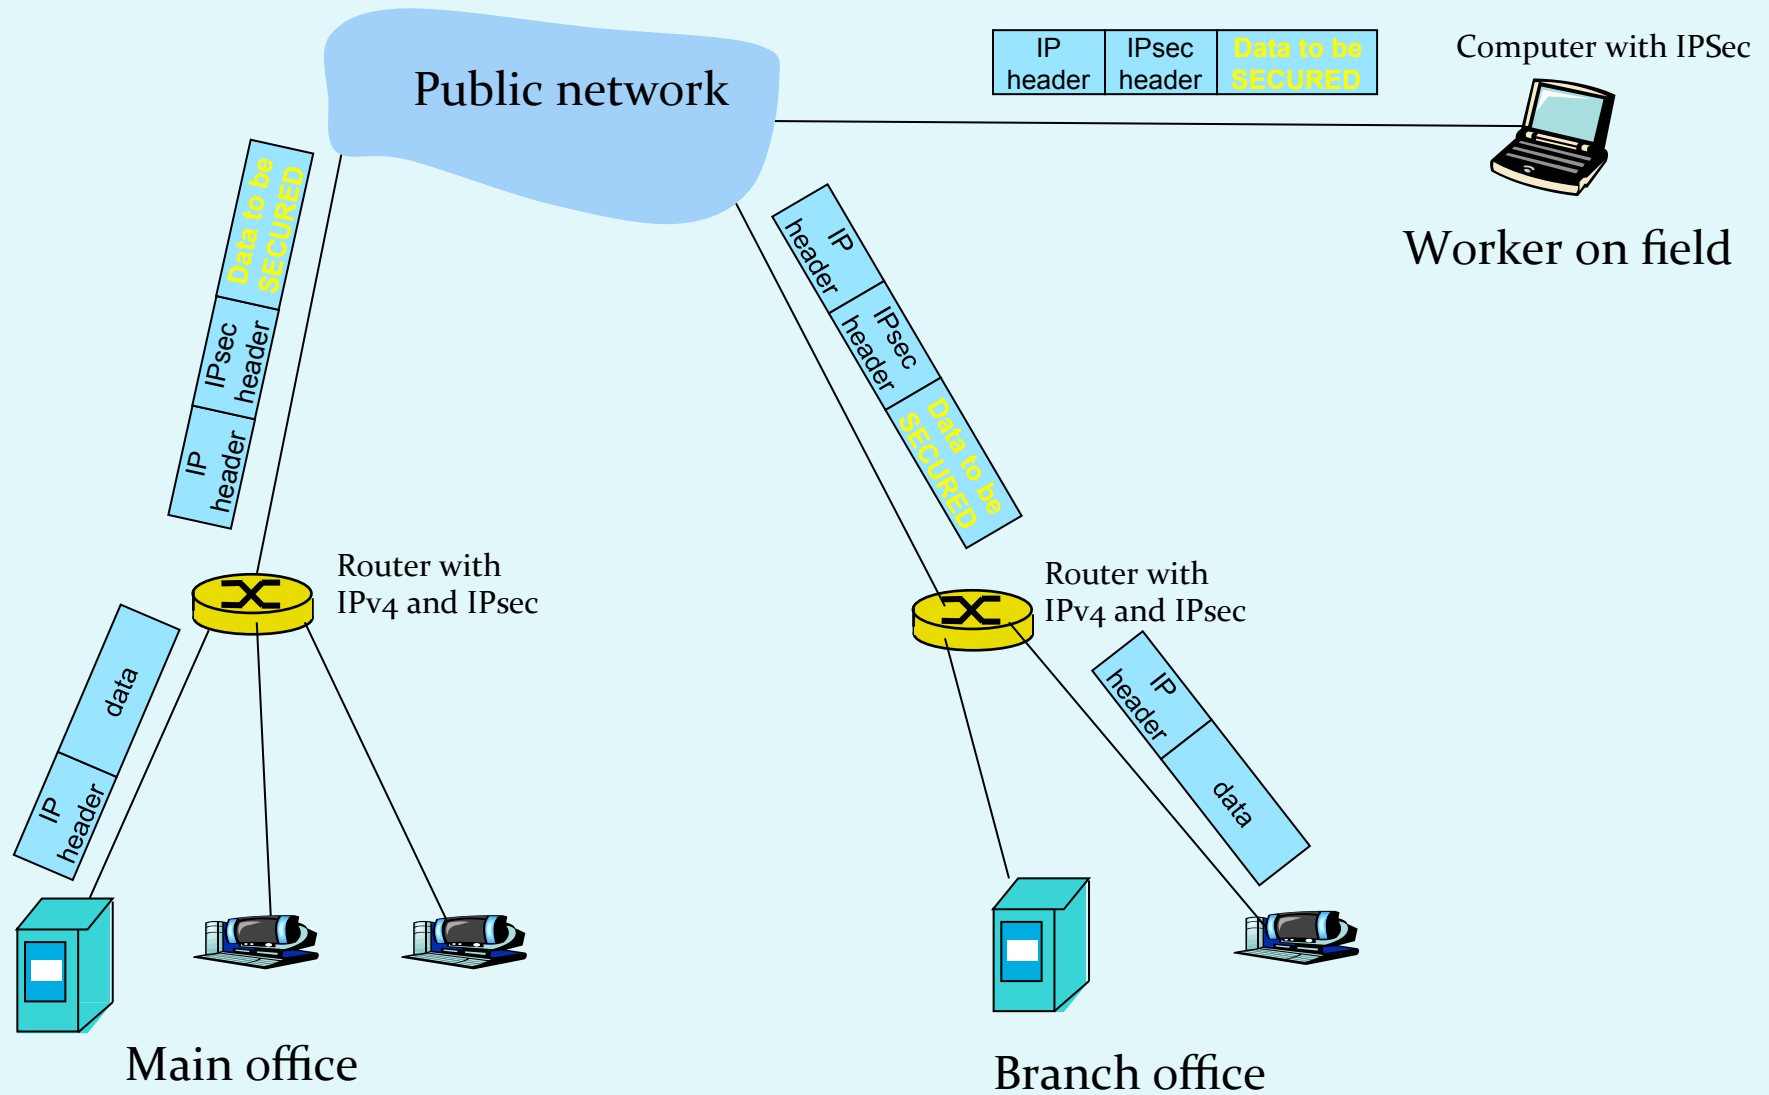 Public network
IP
header
IPsec
header
Data to be
SECURED
Computer with IPSec
Worker on field
Data to be
SECURED
IPsec
header
IP
header
IP
header
IPsec
header
Data to be
SECURED
Router with
IPv4 and IPsec
Router with
IPv4 and IPsec
data
IP
header
IP
header
data
Main office
Branch office